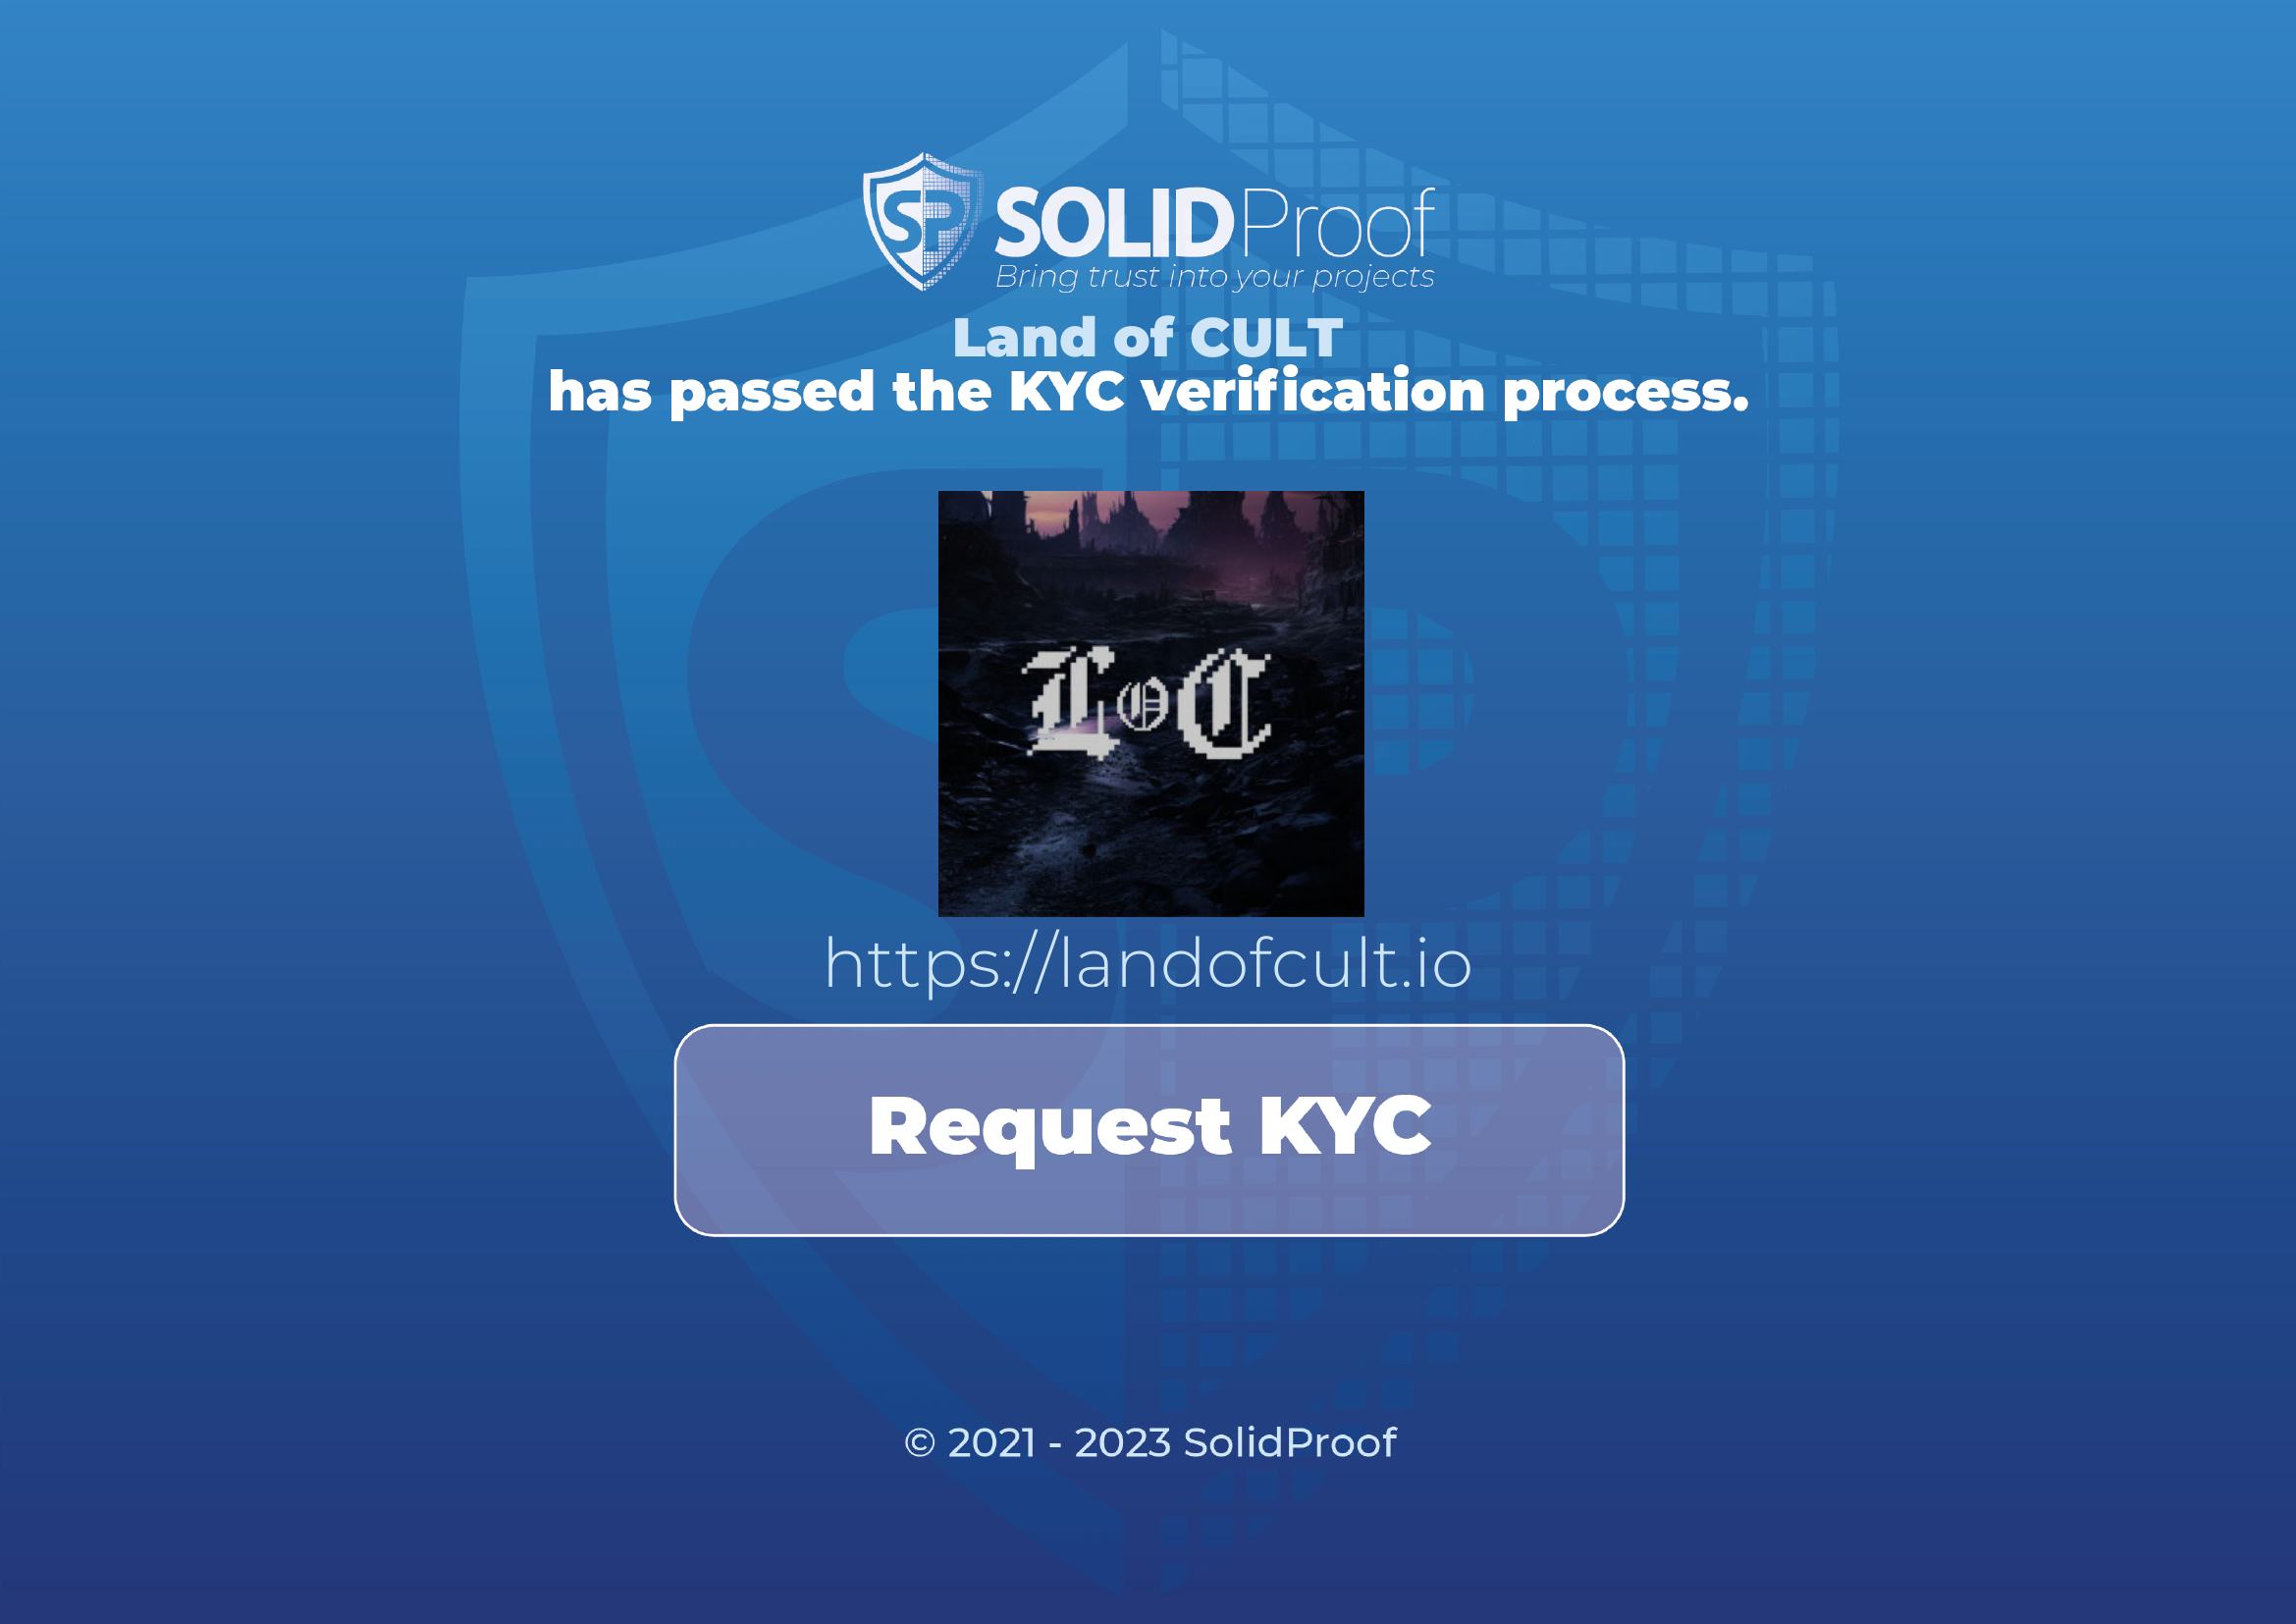 SP SOLIDProof
Bring trust into your projects
Land of CULT
has passed the KYC verification process.
LoC
https://landofcult.io
Request KYC
© 2021 - 2023 SolidProof